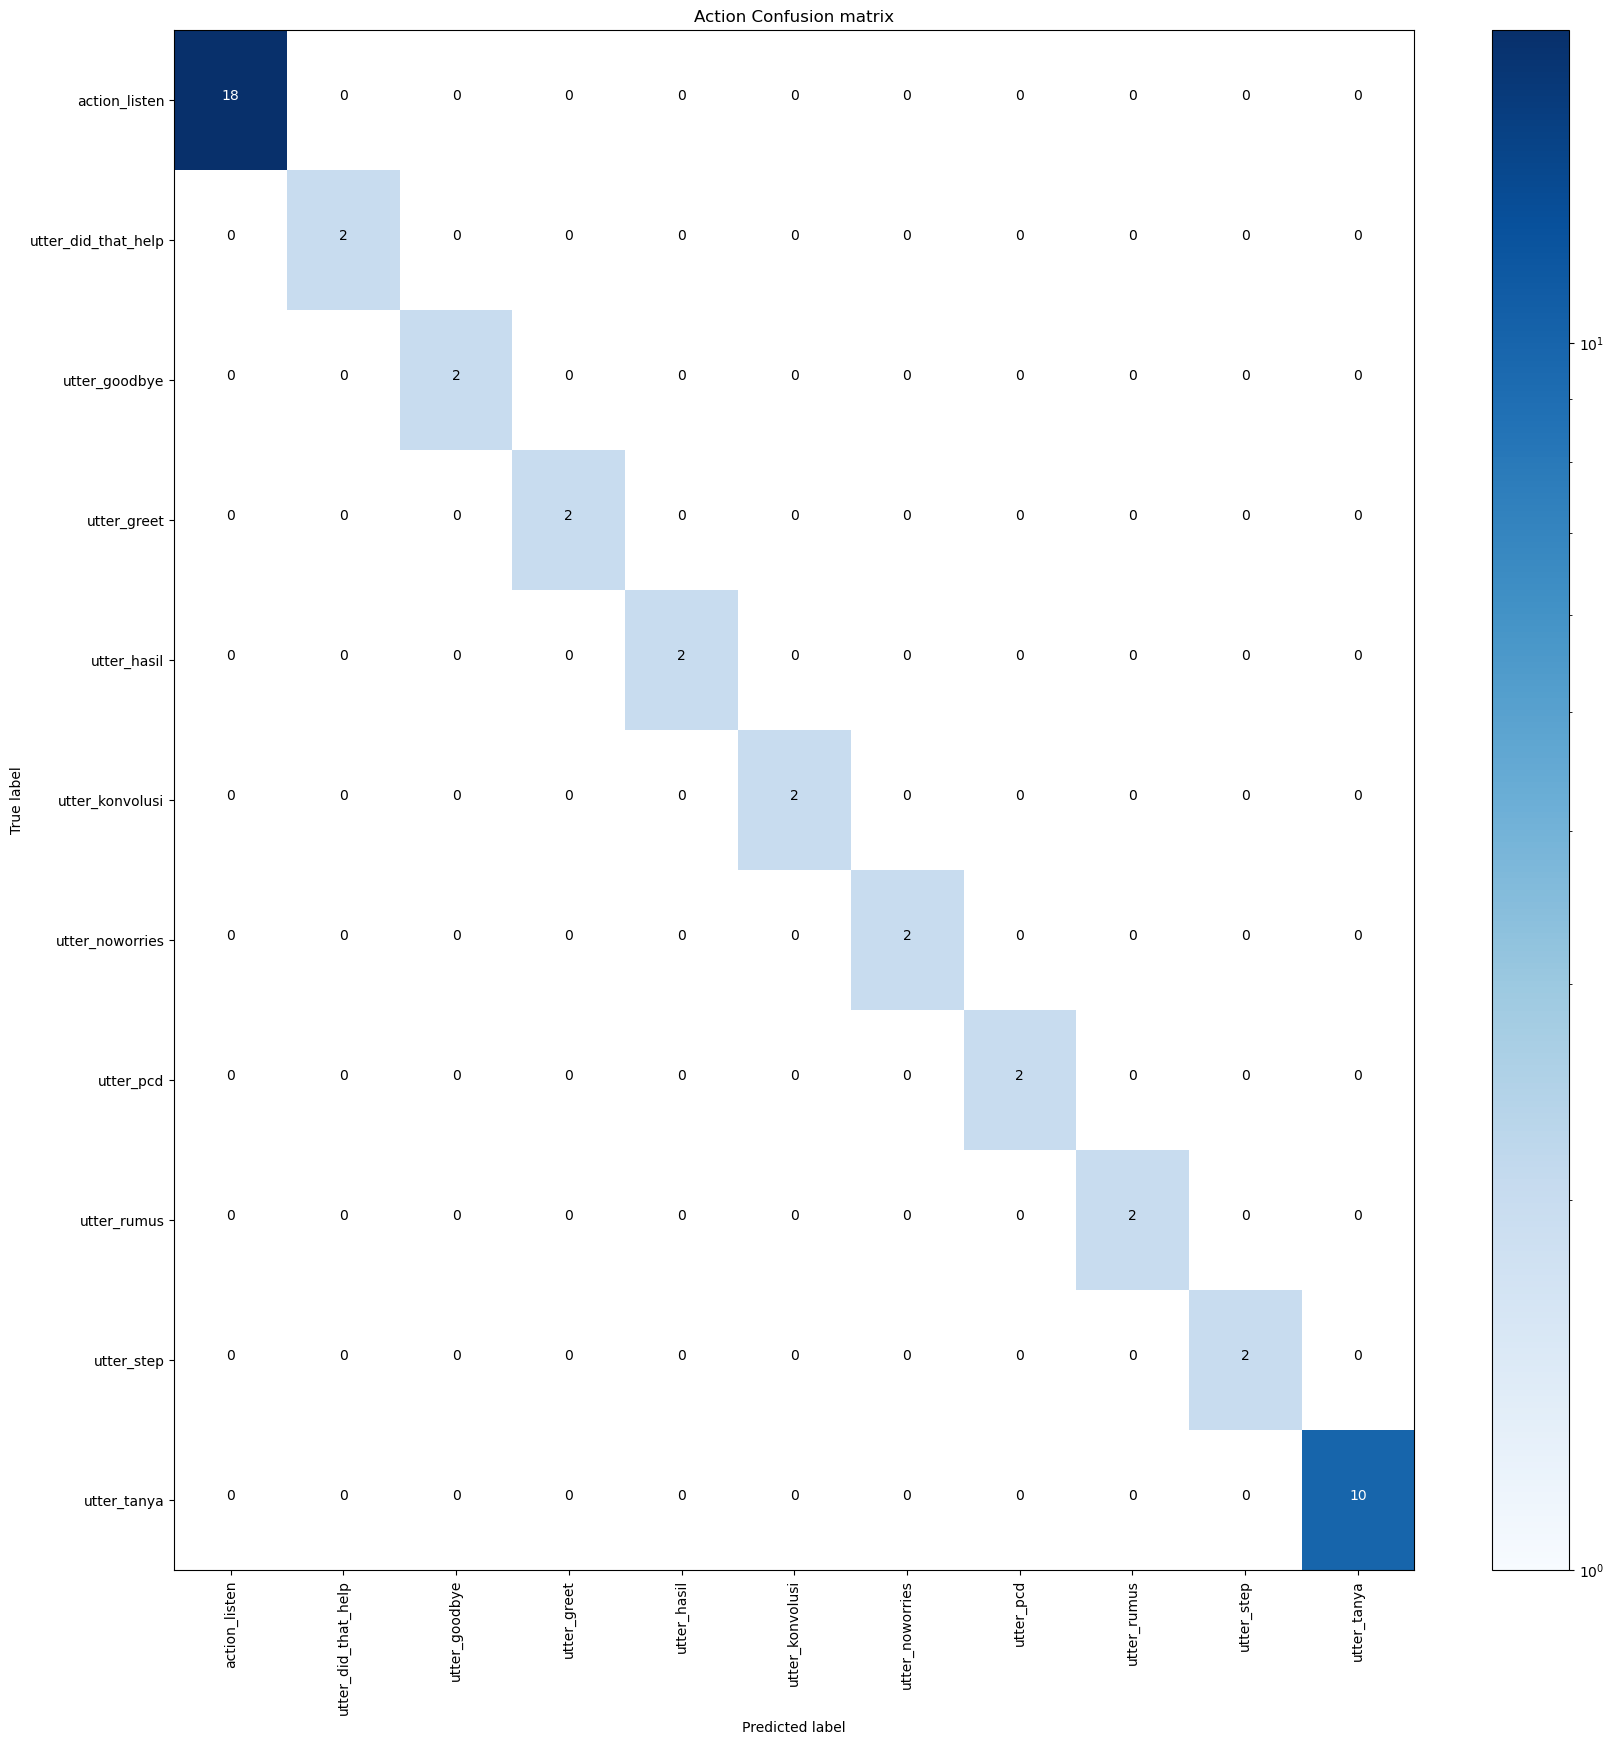 Action Confusion matrix
True label
action_listen 18 0 0 0 0 0 0 0 0 0 0
utter_did_that_help 0 2 0 0 0 0 0 0 0 0 0
utter_goodbye 0 0 2 0 0 0 0 0 0 0 0
utter_greet 0 0 0 2 0 0 0 0 0 0 0
utter_hasil 0 0 0 0 2 0 0 0 0 0 0
utter_konvolusi 0 0 0 0 0 2 0 0 0 0 0
utter_noworries 0 0 0 0 0 0 2 0 0 0 0
utter_pcd 0 0 0 0 0 0 0 2 0 0 0
utter_rumus 0 0 0 0 0 0 0 0 2 0 0
utter_step 0 0 0 0 0 0 0 0 0 2 0
utter_tanya 0 0 0 0 0 0 0 0 0 0 10
action_listen
utter_did_that_help
utter_goodbye
utter_greet
utter_hasil
utter_konvolusi
utter_noworries
utter_pcd
utter_rumus
utter_step
utter_tanya
Predicted label
10¹
10⁰